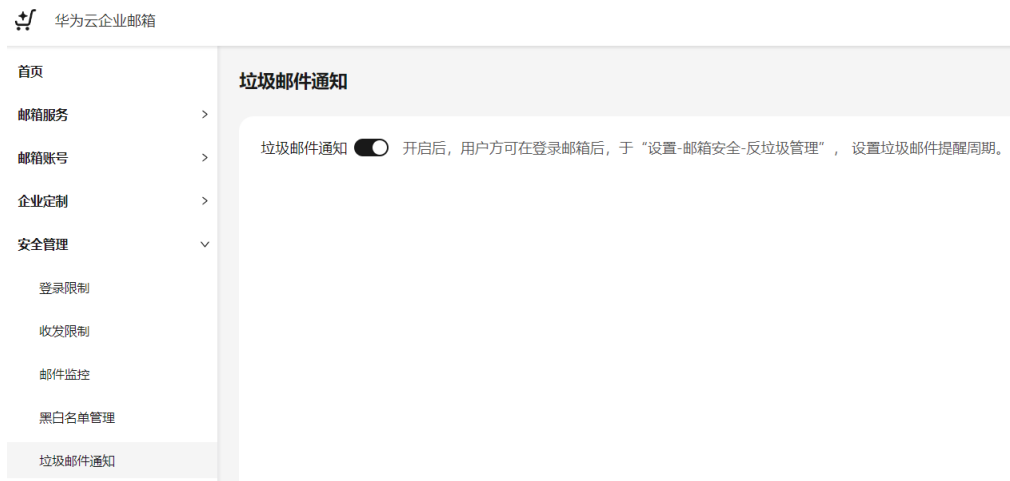 华为云企业邮箱
首页
邮箱服务
邮箱账号
企业定制
安全管理
登录限制
收发限制
邮件监控
黑白名单管理
垃圾邮件通知
垃圾邮件通知
垃圾邮件通知 开启后，用户方可在登录邮箱后，于“设置-邮箱安全-反垃圾管理”， 设置垃圾邮件提醒周期。